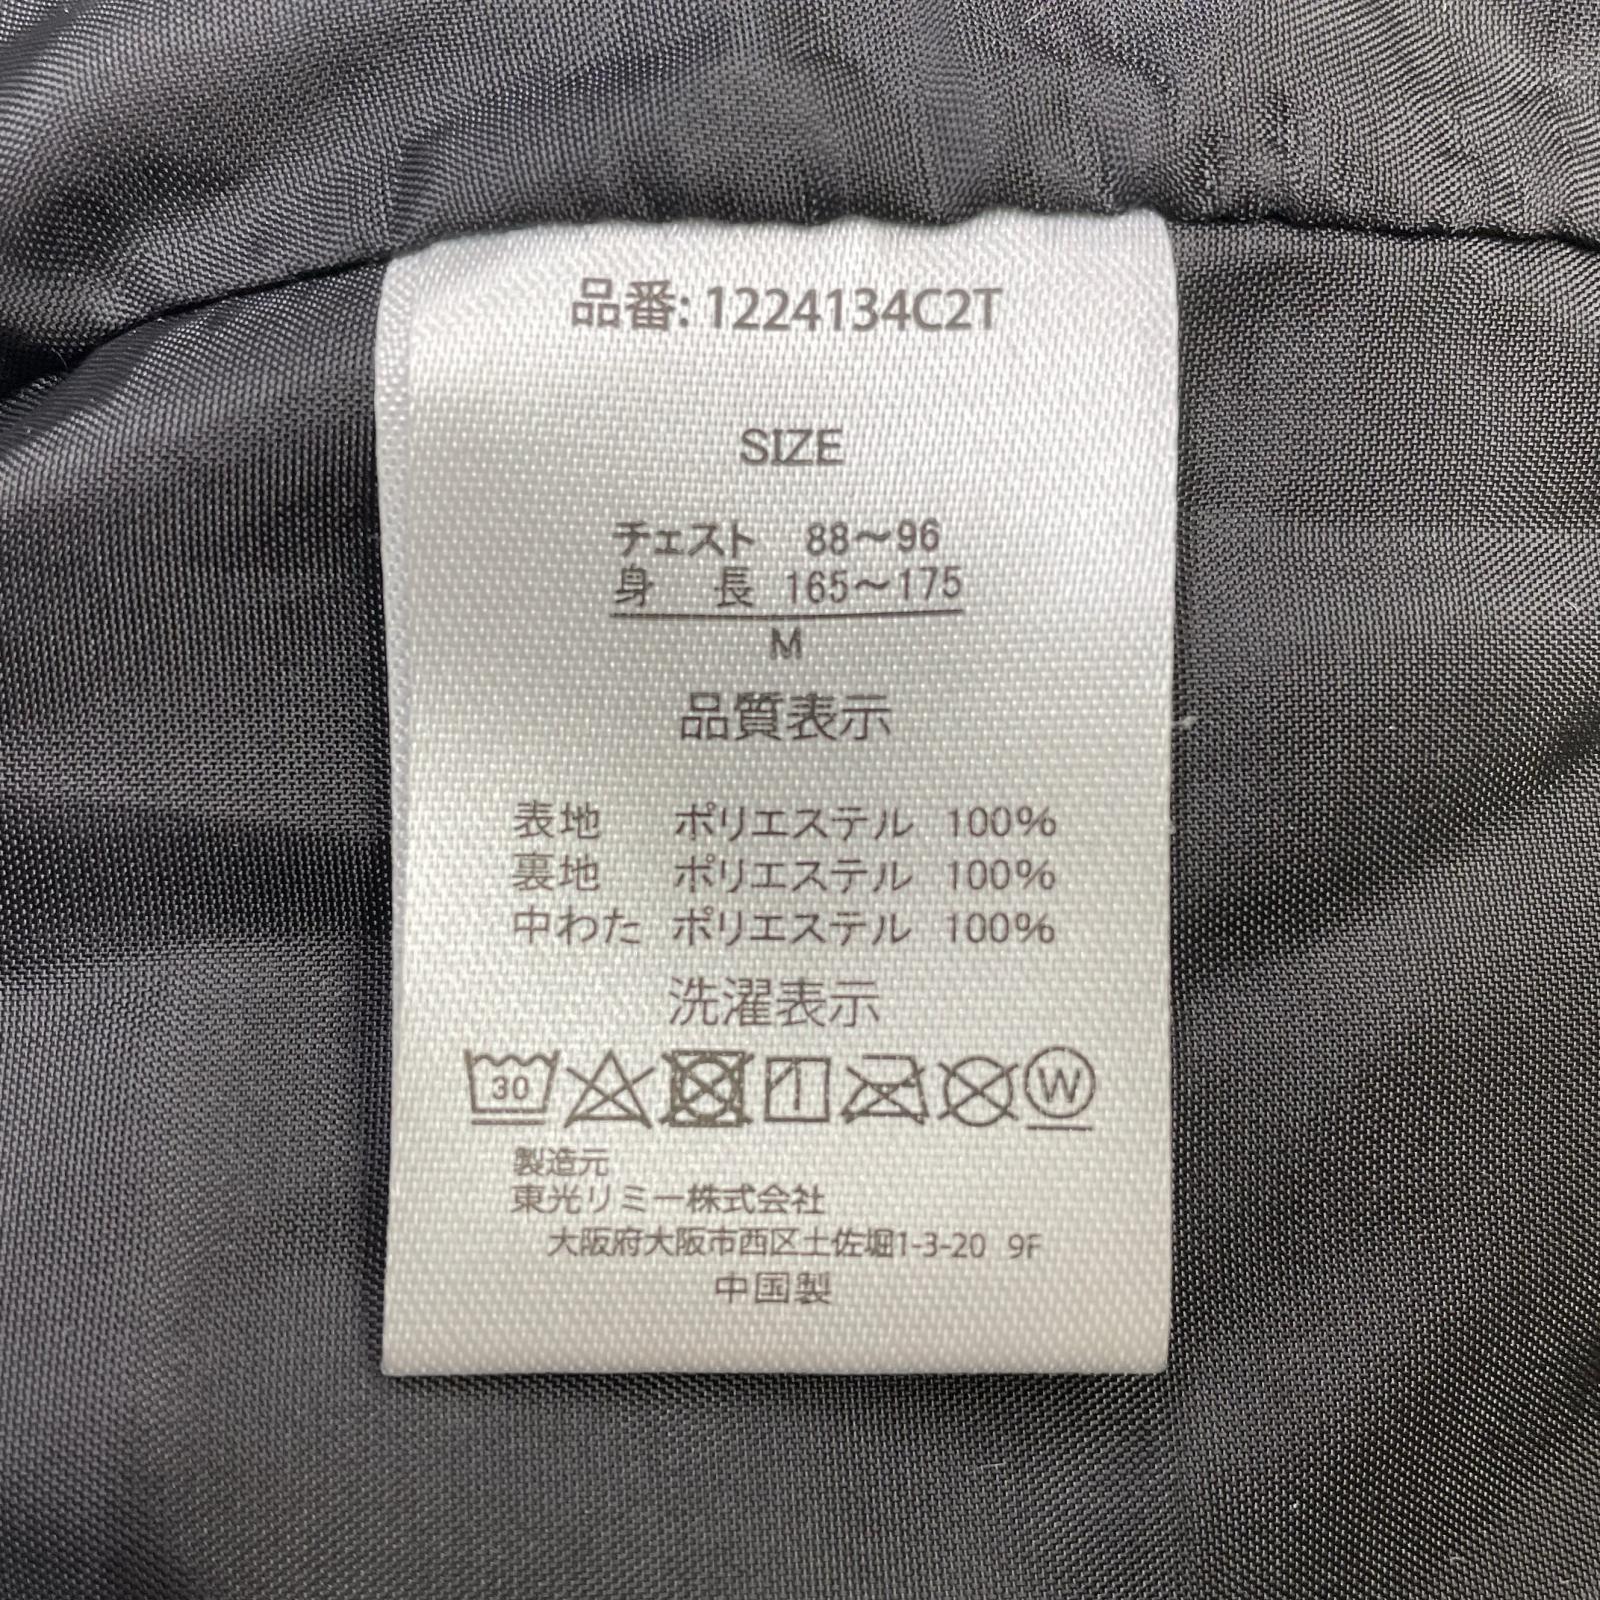 品番: 1224134C2T
SIZE
チェスト 88～96
身 長 165～175
M
品質表示
表地 ポリエステル 100%
裏地 ポリエステル 100%
中わた ポリエステル 100%
洗濯表示
30 W
製造元
東光リミー株式会社
大阪府大阪市西区土佐堀1-3-20 9F
中国製